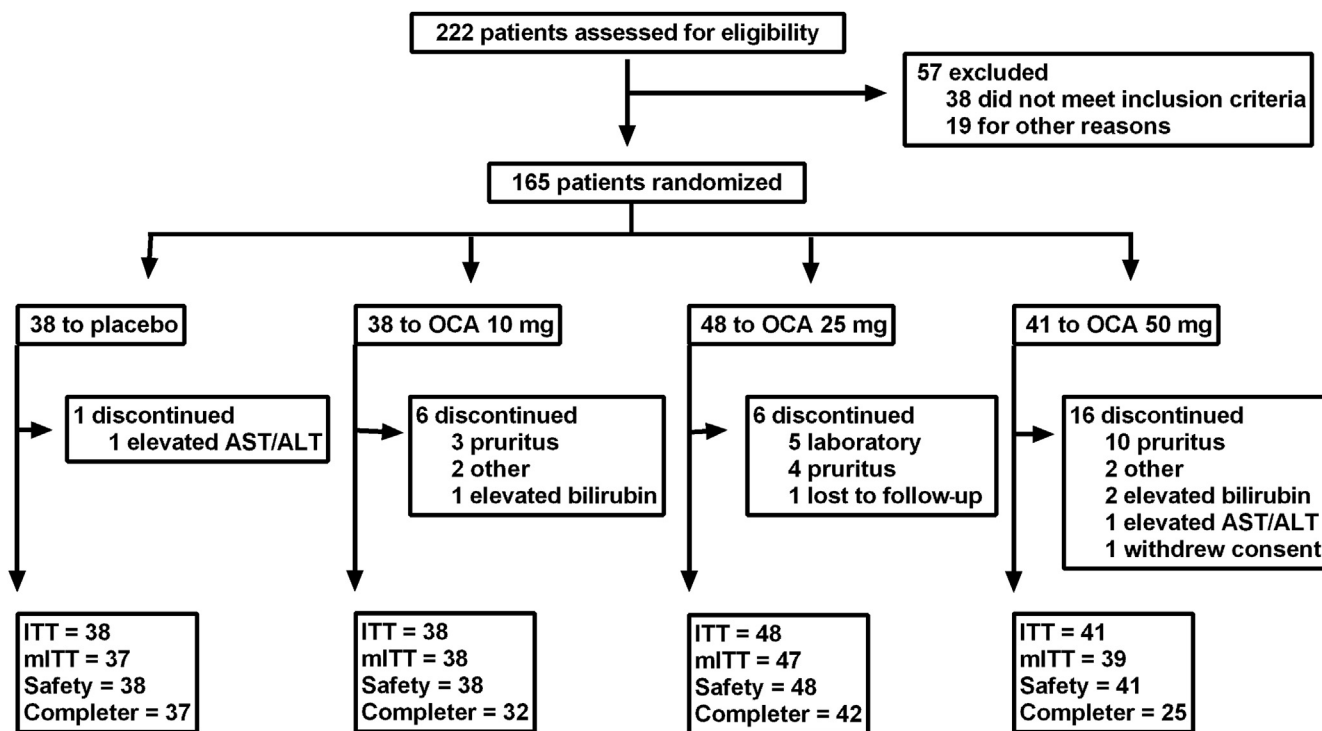 222 patients assessed for eligibility
57 excluded
38 did not meet inclusion criteria
19 for other reasons
165 patients randomized
38 to placebo
38 to OCA 10 mg
48 to OCA 25 mg
41 to OCA 50 mg
1 discontinued
1 elevated AST/ALT
6 discontinued
3 pruritus
2 other
1 elevated bilirubin
6 discontinued
5 laboratory
4 pruritus
1 lost to follow-up
16 discontinued
10 pruritus
2 other
2 elevated bilirubin
1 elevated AST/ALT
1 withdrew consent
ITT = 38
mITT = 37
Safety = 38
Completer = 37
ITT = 38
mITT = 38
Safety = 38
Completer = 32
ITT = 48
mITT = 47
Safety = 48
Completer = 42
ITT = 41
mITT = 39
Safety = 41
Completer = 25